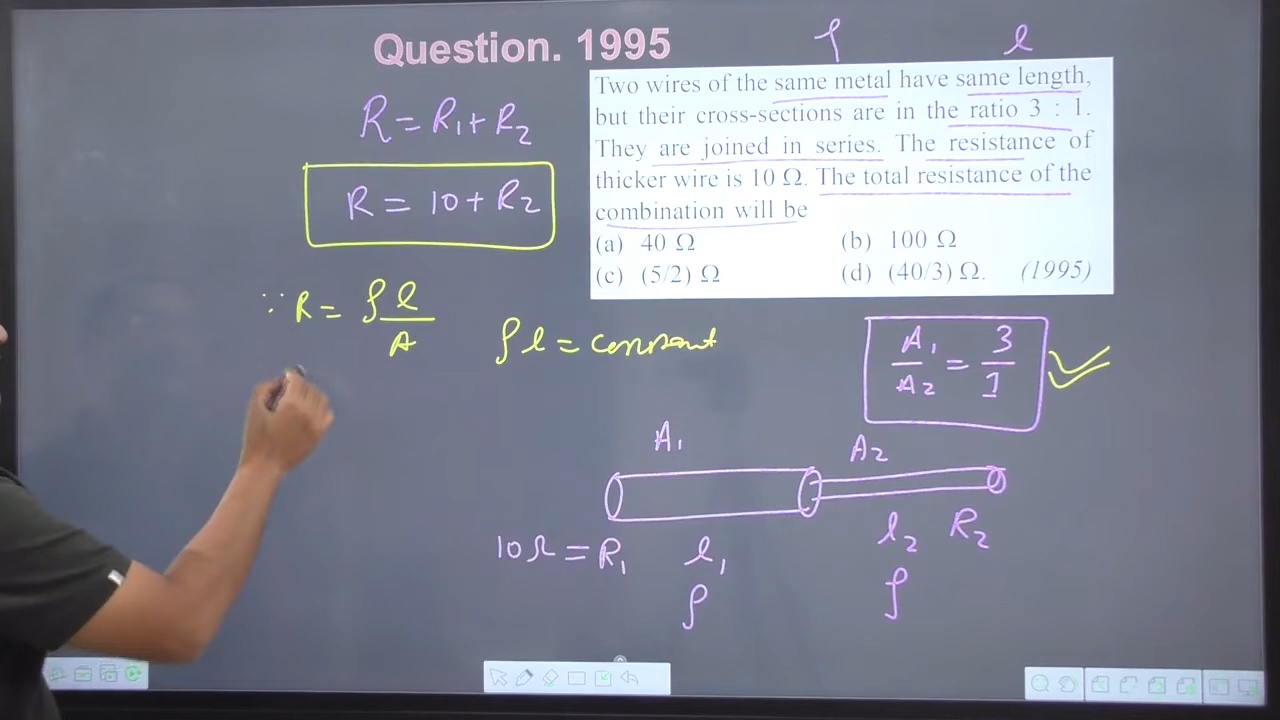 Question. 1995
ρ l
Two wires of the same metal have same length,
but their cross-sections are in the ratio 3 : 1.
They are joined in series. The resistance of
thicker wire is 10 Ω. The total resistance of the
combination will be
(a) 40 Ω (b) 100 Ω
(c) (5/2) Ω (d) (40/3) Ω. (1995)
R = R₁ + R₂
R = 10 + R₂
∵ R = ρl/A
ρl = constant
A₁/A₂ = 3/1
A₁ A₂
10Ω = R₁ l₁ l₂ R₂
ρ ρ